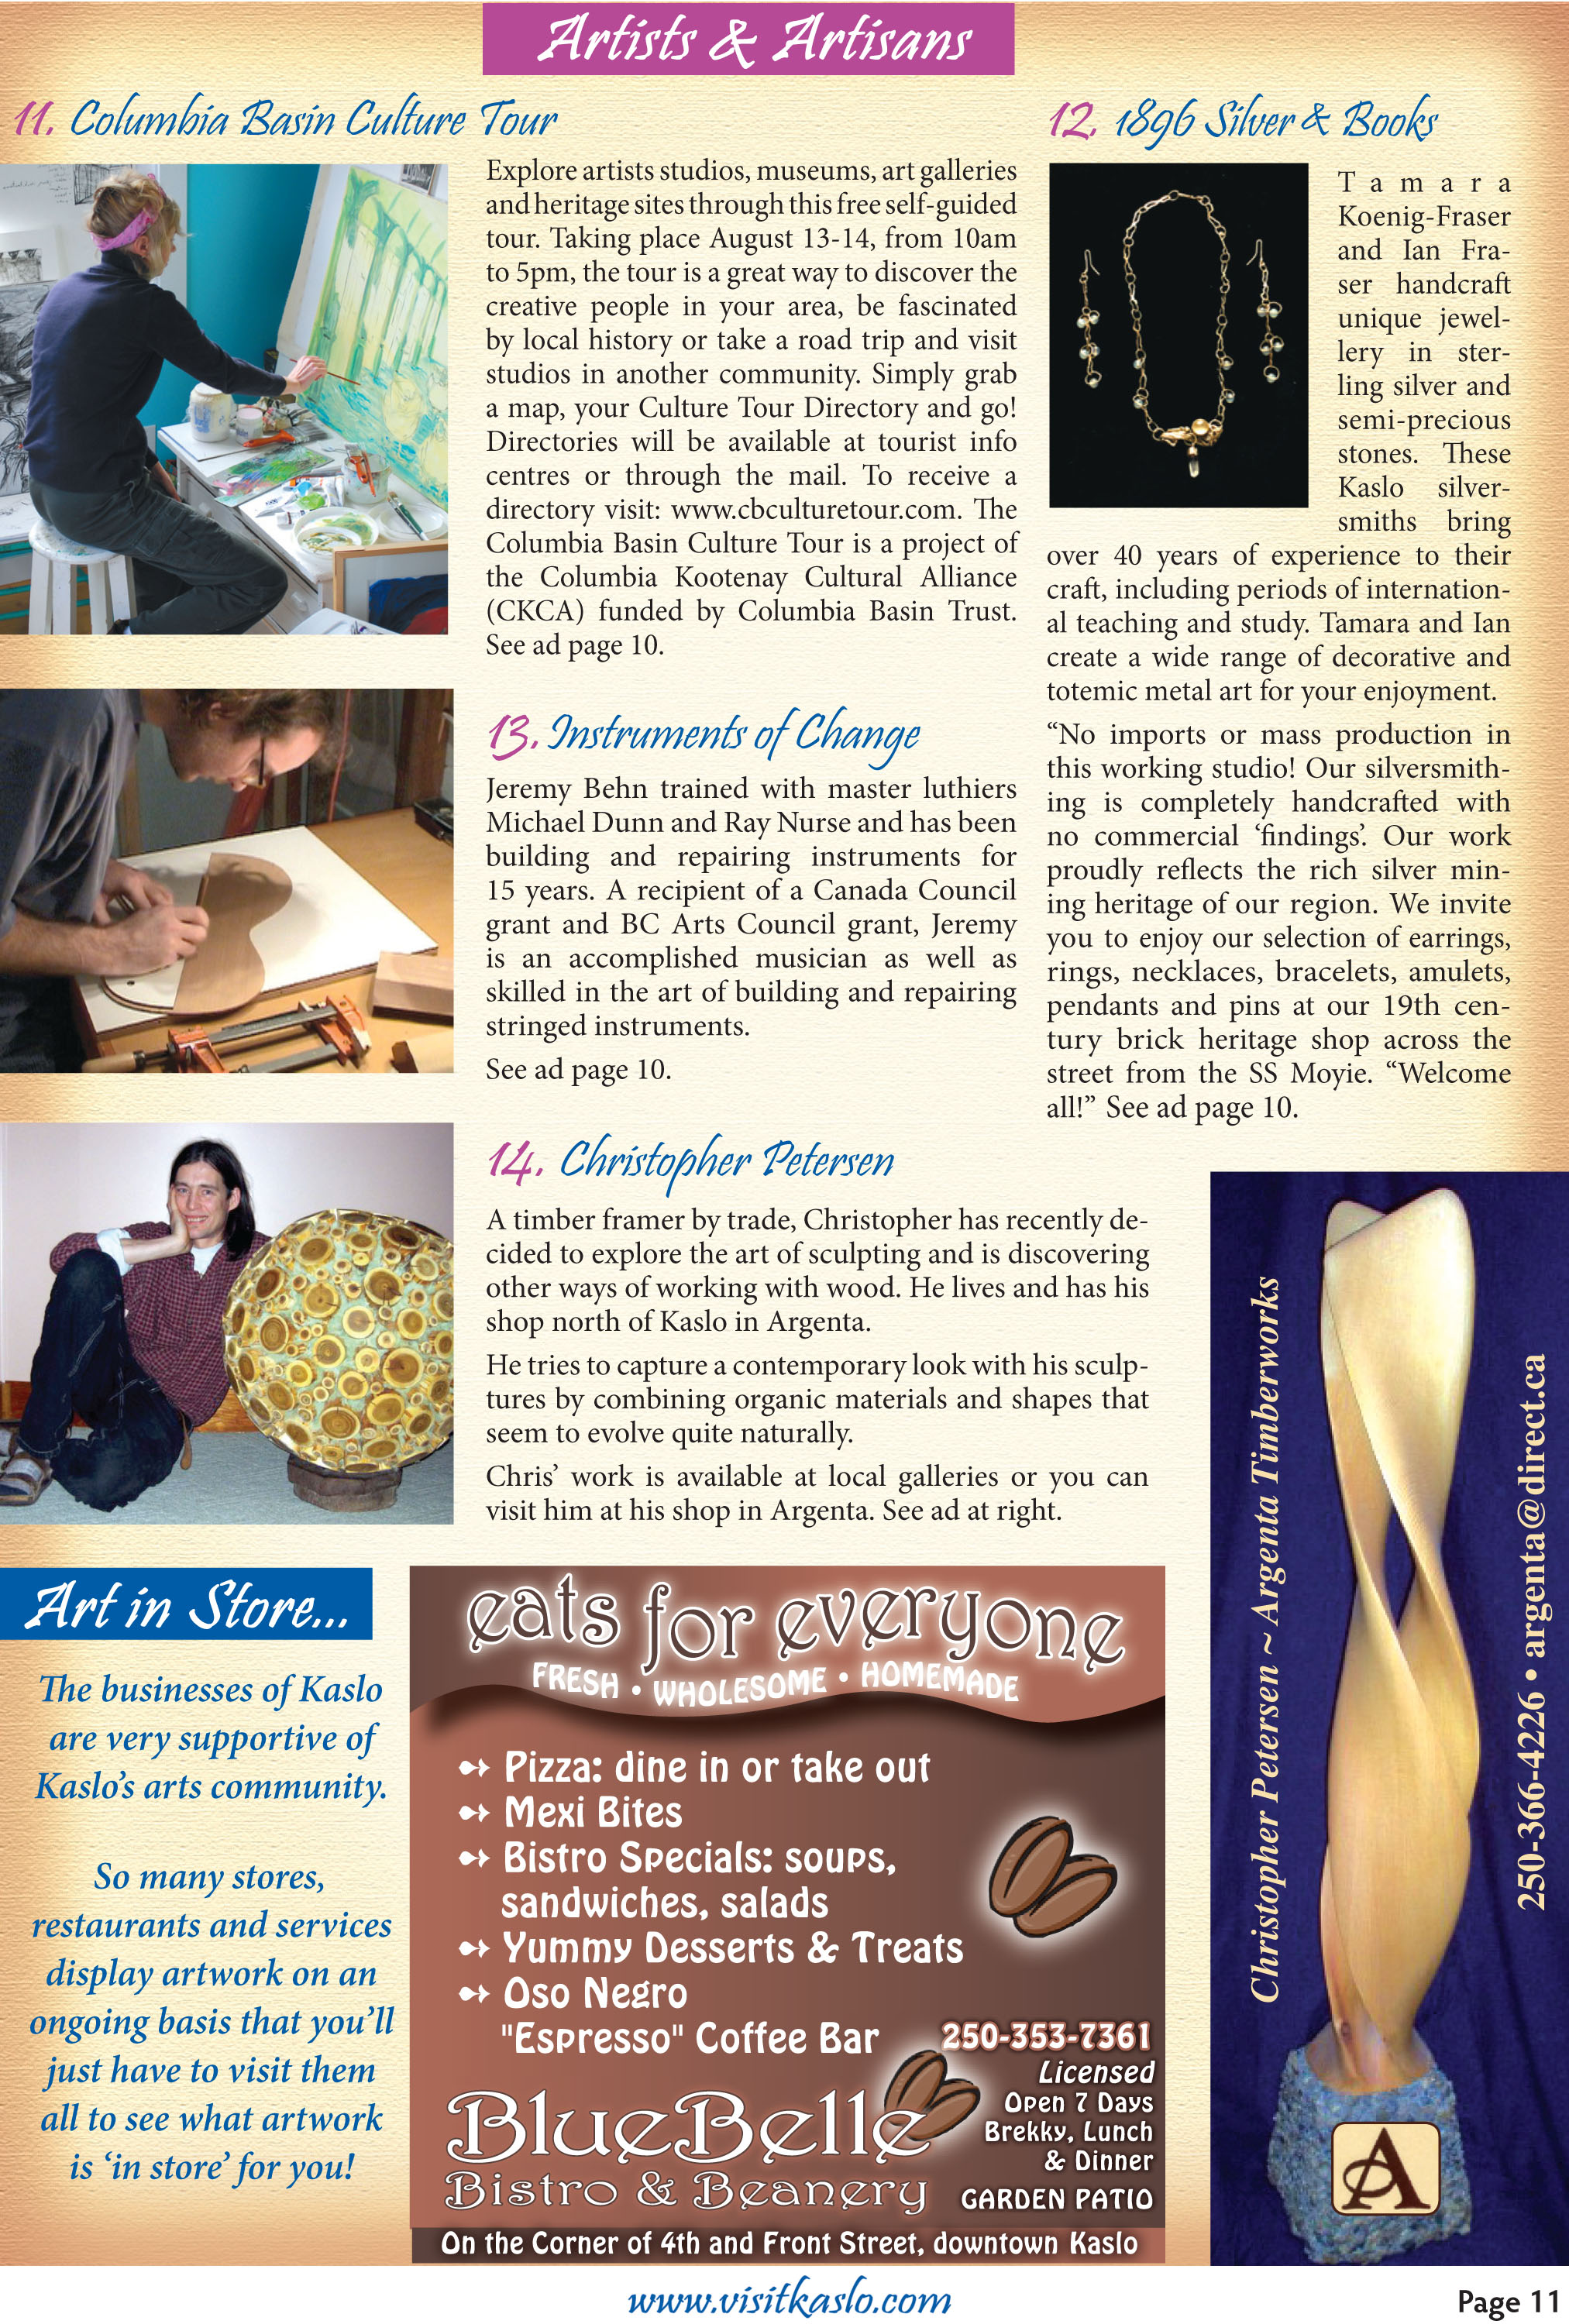 Artists & Artisans
11. Columbia Basin Culture Tour
Explore artists studios, museums, art galleries
and heritage sites through this free self-guided
tour. Taking place August 13-14, from 10am
to 5pm, the tour is a great way to discover the
creative people in your area, be fascinated
by local history or take a road trip and visit
studios in another community. Simply grab
a map, your Culture Tour Directory and go!
Directories will be available at tourist info
centres or through the mail. To receive a
directory visit: www.cbculturetour.com. The
Columbia Basin Culture Tour is a project of
the Columbia Kootenay Cultural Alliance
(CKCA) funded by Columbia Basin Trust.
See ad page 10.
12. 1896 Silver & Books
Tamara
Koenig-Fraser
and Ian Fra-
ser handcraft
unique jewel-
lery in ster-
ling silver and
semi-precious
stones. These
Kaslo silver-
smiths bring
over 40 years of experience to their
craft, including periods of internation-
al teaching and study. Tamara and Ian
create a wide range of decorative and
totemic metal art for your enjoyment.
“No imports or mass production in
this working studio! Our silversmith-
ing is completely handcrafted with
no commercial ‘findings’. Our work
proudly reflects the rich silver min-
ing heritage of our region. We invite
you to enjoy our selection of earrings,
rings, necklaces, bracelets, amulets,
pendants and pins at our 19th cen-
tury brick heritage shop across the
street from the SS Moyie. “Welcome
all!” See ad page 10.
13. Instruments of Change
Jeremy Behn trained with master luthiers
Michael Dunn and Ray Nurse and has been
building and repairing instruments for
15 years. A recipient of a Canada Council
grant and BC Arts Council grant, Jeremy
is an accomplished musician as well as
skilled in the art of building and repairing
stringed instruments.
See ad page 10.
14. Christopher Petersen
A timber framer by trade, Christopher has recently de-
cided to explore the art of sculpting and is discovering
other ways of working with wood. He lives and has his
shop north of Kaslo in Argenta.
He tries to capture a contemporary look with his sculp-
tures by combining organic materials and shapes that
seem to evolve quite naturally.
Chris’ work is available at local galleries or you can
visit him at his shop in Argenta. See ad at right.
Christopher Petersen ~ Argenta Timberworks
250-366-4226 • argenta@direct.ca
A
Art in Store...
The businesses of Kaslo
are very supportive of
Kaslo’s arts community.
So many stores,
restaurants and services
display artwork on an
ongoing basis that you’ll
just have to visit them
all to see what artwork
is ‘in store’ for you!
eats for everyone
FRESH • WHOLESOME • HOMEMADE
Pizza: dine in or take out
Mexi Bites
Bistro Specials: soups,
sandwiches, salads
Yummy Desserts & Treats
Oso Negro
"Espresso" Coffee Bar
250-353-7361
Licensed
Open 7 Days
Brekky, Lunch
& Dinner
GARDEN PATIO
BlueBelle
Bistro & Beanery
On the Corner of 4th and Front Street, downtown Kaslo
www.visitkaslo.com
Page 11